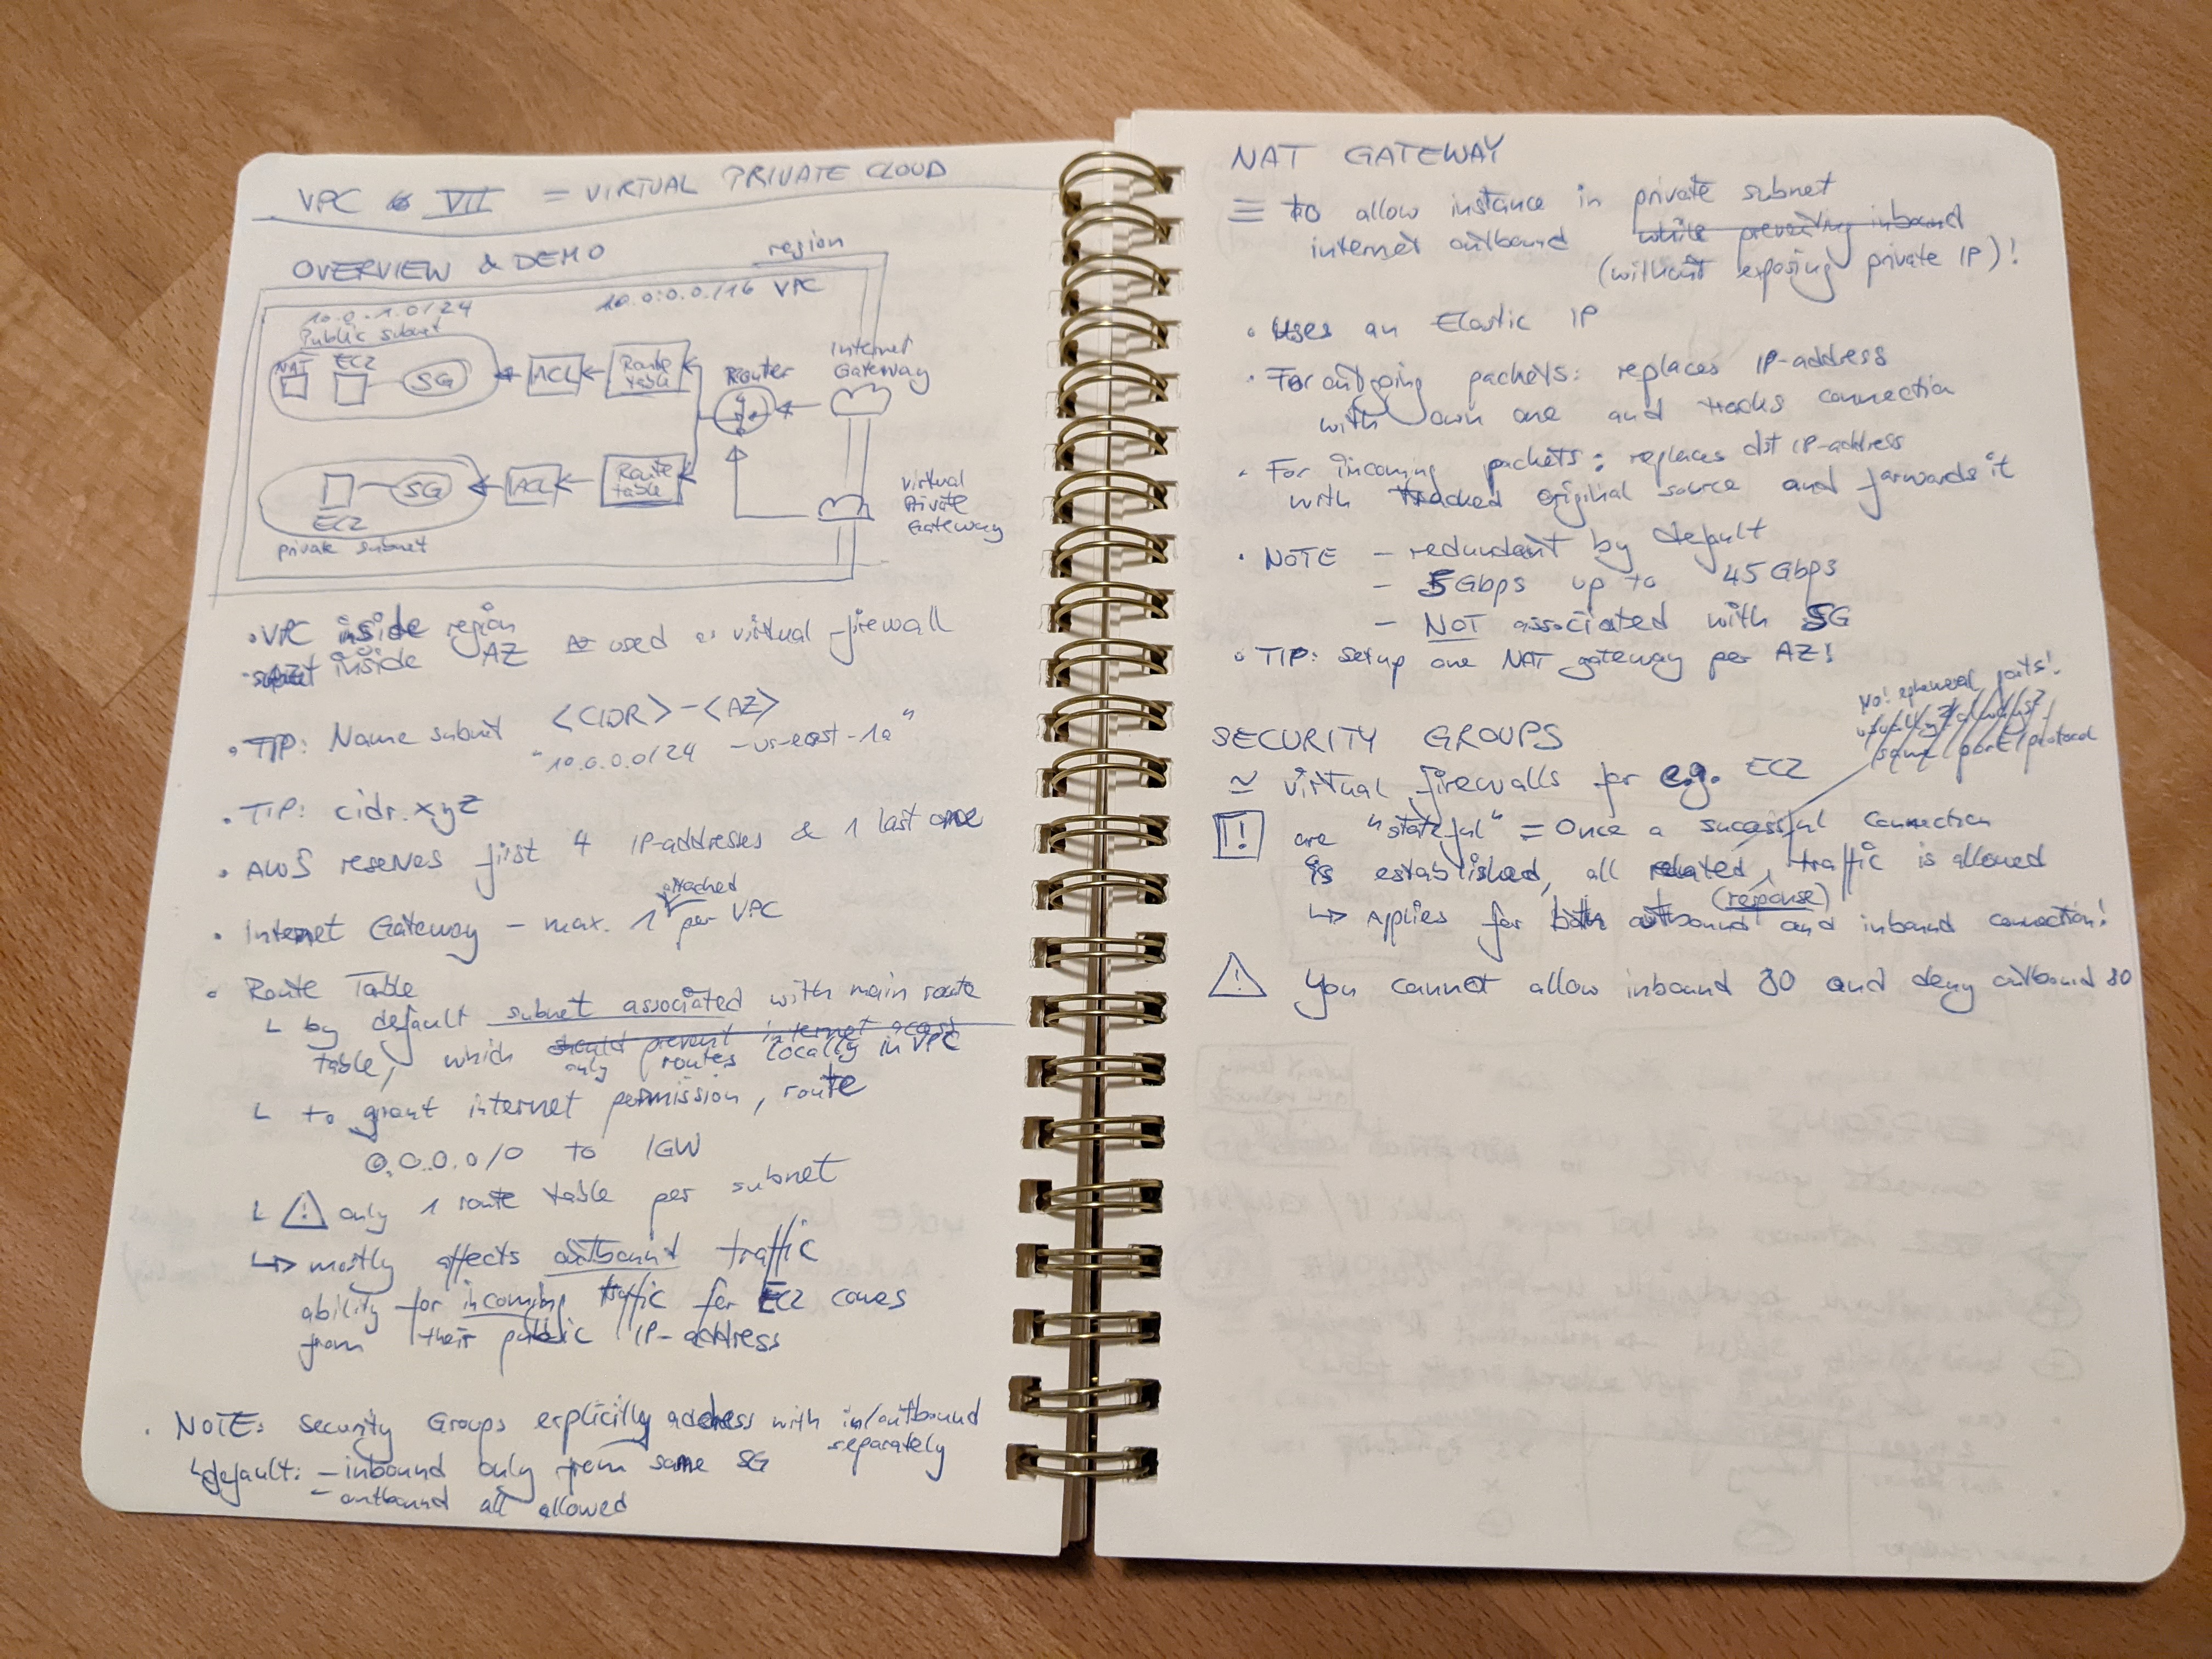 VPC VII = VIRTUAL PRIVATE CLOUD
OVERVIEW & DEMO
region
10.0.0.0/16 VPC
10.0.1.0/24
Public subnet
NAT EC2 SG
ACL
Route table
Router
Internet Gateway
EC2 SG
ACL
Route table
virtual Private Gateway
private subnet
• VPC inside region
• subnet inside AZ used as virtual firewall
• TIP: Name subnet <CIDR>-<AZ>
"10.0.0.0/24 -us-east-1a"
• TIP: cidr.xyz
• AWS reserves first 4 IP-addresses & 1 last one
• Internet Gateway - max. 1 attached per VPC
• Route Table
└ by default subnet associated with main route
table, which should prevent internet
only routes locally in VPC
└ to grant internet permission, route
0.0.0.0/0 to IGW
└ ⚠ only 1 route table per subnet
↳ mostly affects outbound traffic
ability for incoming traffic for EC2 comes
from their public IP-address
• NOTE: Security Groups explicilly address with in/outbound
separately
↳ default: - inbound only from same SG
- outbound all allowed
NAT GATEWAY
≡ to allow instance in private subnet
internet outbound while preventing inbound
(without exposing private IP)!
• Uses an Elastic IP
• For outgoing packets: replaces IP-address
with own one and tracks connection
• For incoming packets: replaces dst IP-address
with tracked original source and forwards it
• NOTE - redundant by default
- 5Gbps up to 45Gbps
- NOT associated with SG
• TIP: setup one NAT gateway per AZ!
No! ephemeral ports!
same port/protocol
SECURITY GROUPS
≃ virtual firewalls for e.g. EC2
! are "stateful" = Once a sucessful connection
is established, all related traffic is allowed
(response)
↳ Applies for both outbound and inbound connection!
⚠ You cannot allow inbound 80 and deny outbound 80